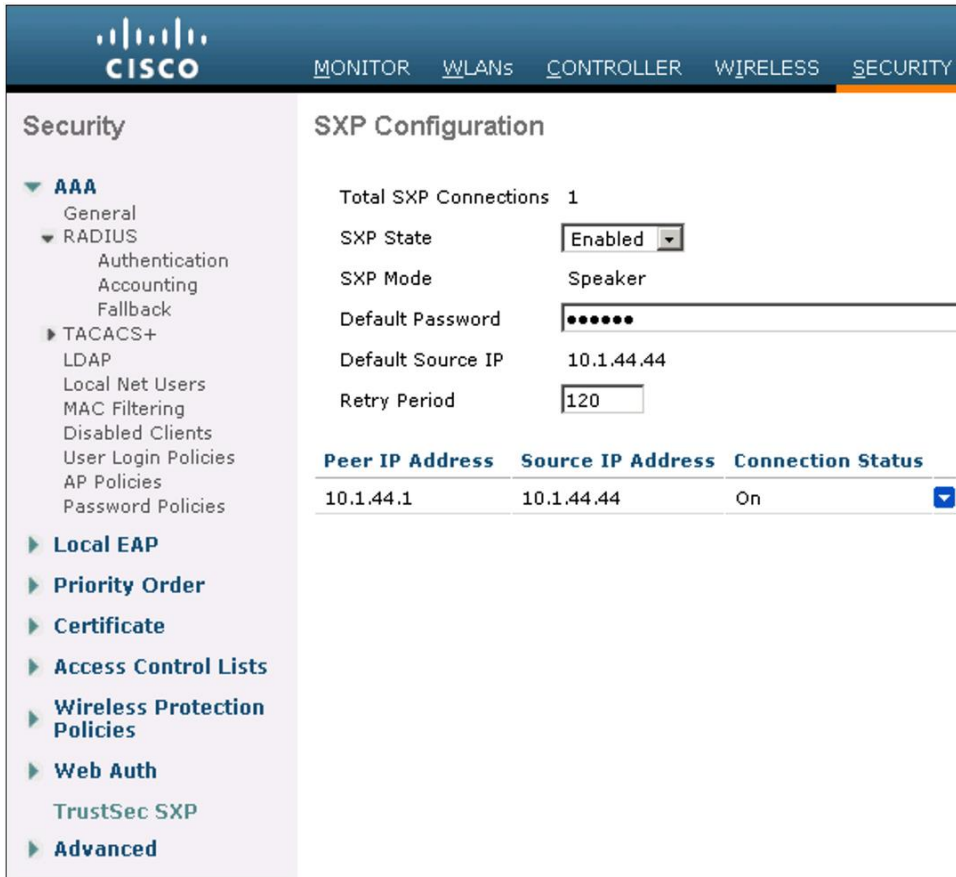 CISCO
MONITOR WLANs CONTROLLER WIRELESS SECURITY
Security
AAA
General
RADIUS
Authentication
Accounting
Fallback
TACACS+
LDAP
Local Net Users
MAC Filtering
Disabled Clients
User Login Policies
AP Policies
Password Policies
Local EAP
Priority Order
Certificate
Access Control Lists
Wireless Protection
Policies
Web Auth
TrustSec SXP
Advanced
SXP Configuration
Total SXP Connections 1
SXP State Enabled
SXP Mode Speaker
Default Password ••••••
Default Source IP 10.1.44.44
Retry Period 120
Peer IP Address Source IP Address Connection Status
10.1.44.1 10.1.44.44 On